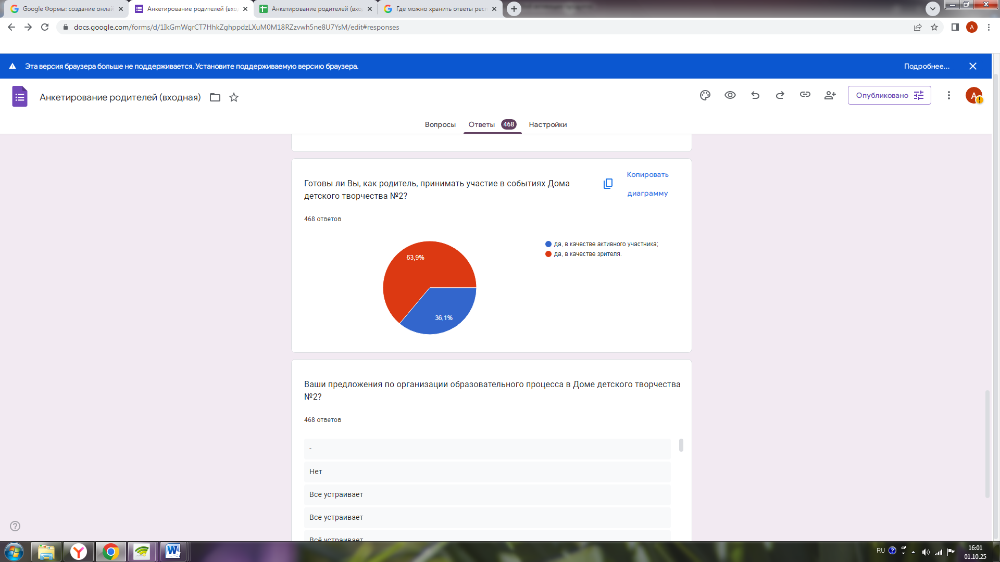 Google Формы: создание онлай
Анкетирование родителей (вхо
Анкетирование родителей (вхо
Где можно хранить ответы респ
docs.google.com/forms/d/1IkGmWgrCT7HhkZghppdzLXuM0M18RZzvwh5ne8U7YsM/edit#responses
A
Эта версия браузера больше не поддерживается. Установите поддерживаемую версию браузера.
Подробнее...
Анкетирование родителей (входная)
Опубликовано
A
Вопросы
Ответы 468
Настройки
Готовы ли Вы, как родитель, принимать участие в событиях Дома
детского творчества №2?
Копировать
диаграмму
468 ответов
да, в качестве активного участника;
да, в качестве зрителя.
63,9%
36,1%
Ваши предложения по организации образовательного процесса в Доме детского творчества
№2?
468 ответов
-
Нет
Все устраивает
Все устраивает
Всё устраивает
RU
16:01
01.10.25